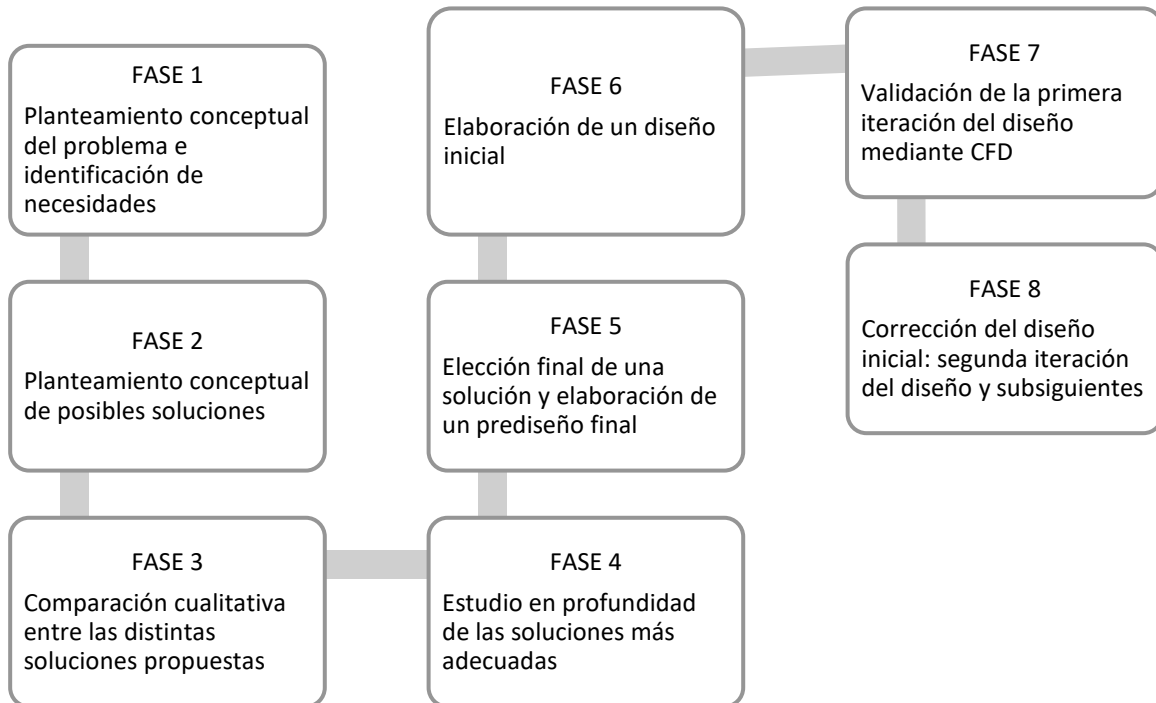 FASE 1
Planteamiento conceptual
del problema e
identificación de
necesidades
FASE 2
Planteamiento conceptual
de posibles soluciones
FASE 3
Comparación cualitativa
entre las distintas
soluciones propuestas
FASE 4
Estudio en profundidad
de las soluciones más
adecuadas
FASE 5
Elección final de una
solución y elaboración de
un prediseño final
FASE 6
Elaboración de un diseño
inicial
FASE 7
Validación de la primera
iteración del diseño
mediante CFD
FASE 8
Corrección del diseño
inicial: segunda iteración
del diseño y subsiguientes